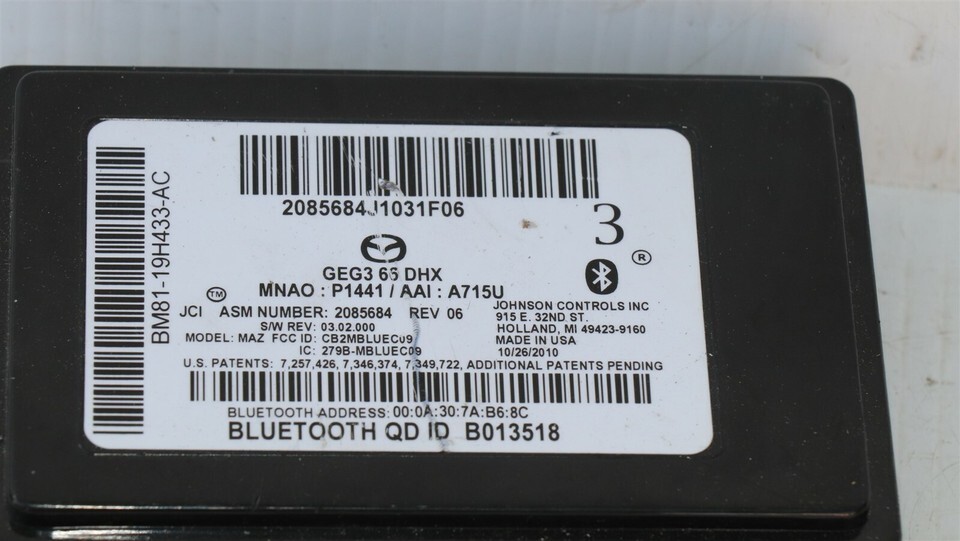 BM81-19H433-AC
2085684J1031F06
3
®
GEG3 66 DHX
MNAO : P1441 / AAI : A715U
TM
JCI ASM NUMBER: 2085684 REV 06
S/W REV: 03.02.000
MODEL: MAZ FCC ID: CB2MBLUEC09
IC: 279B-MBLUEC09
JOHNSON CONTROLS INC
915 E. 32ND ST.
HOLLAND, MI 49423-9160
MADE IN USA
10/26/2010
U.S. PATENTS: 7,257,426, 7,346,374, 7,349,722, ADDITIONAL PATENTS PENDING
BLUETOOTH ADDRESS: 00:0A:30:7A:B6:8C
BLUETOOTH QD ID B013518